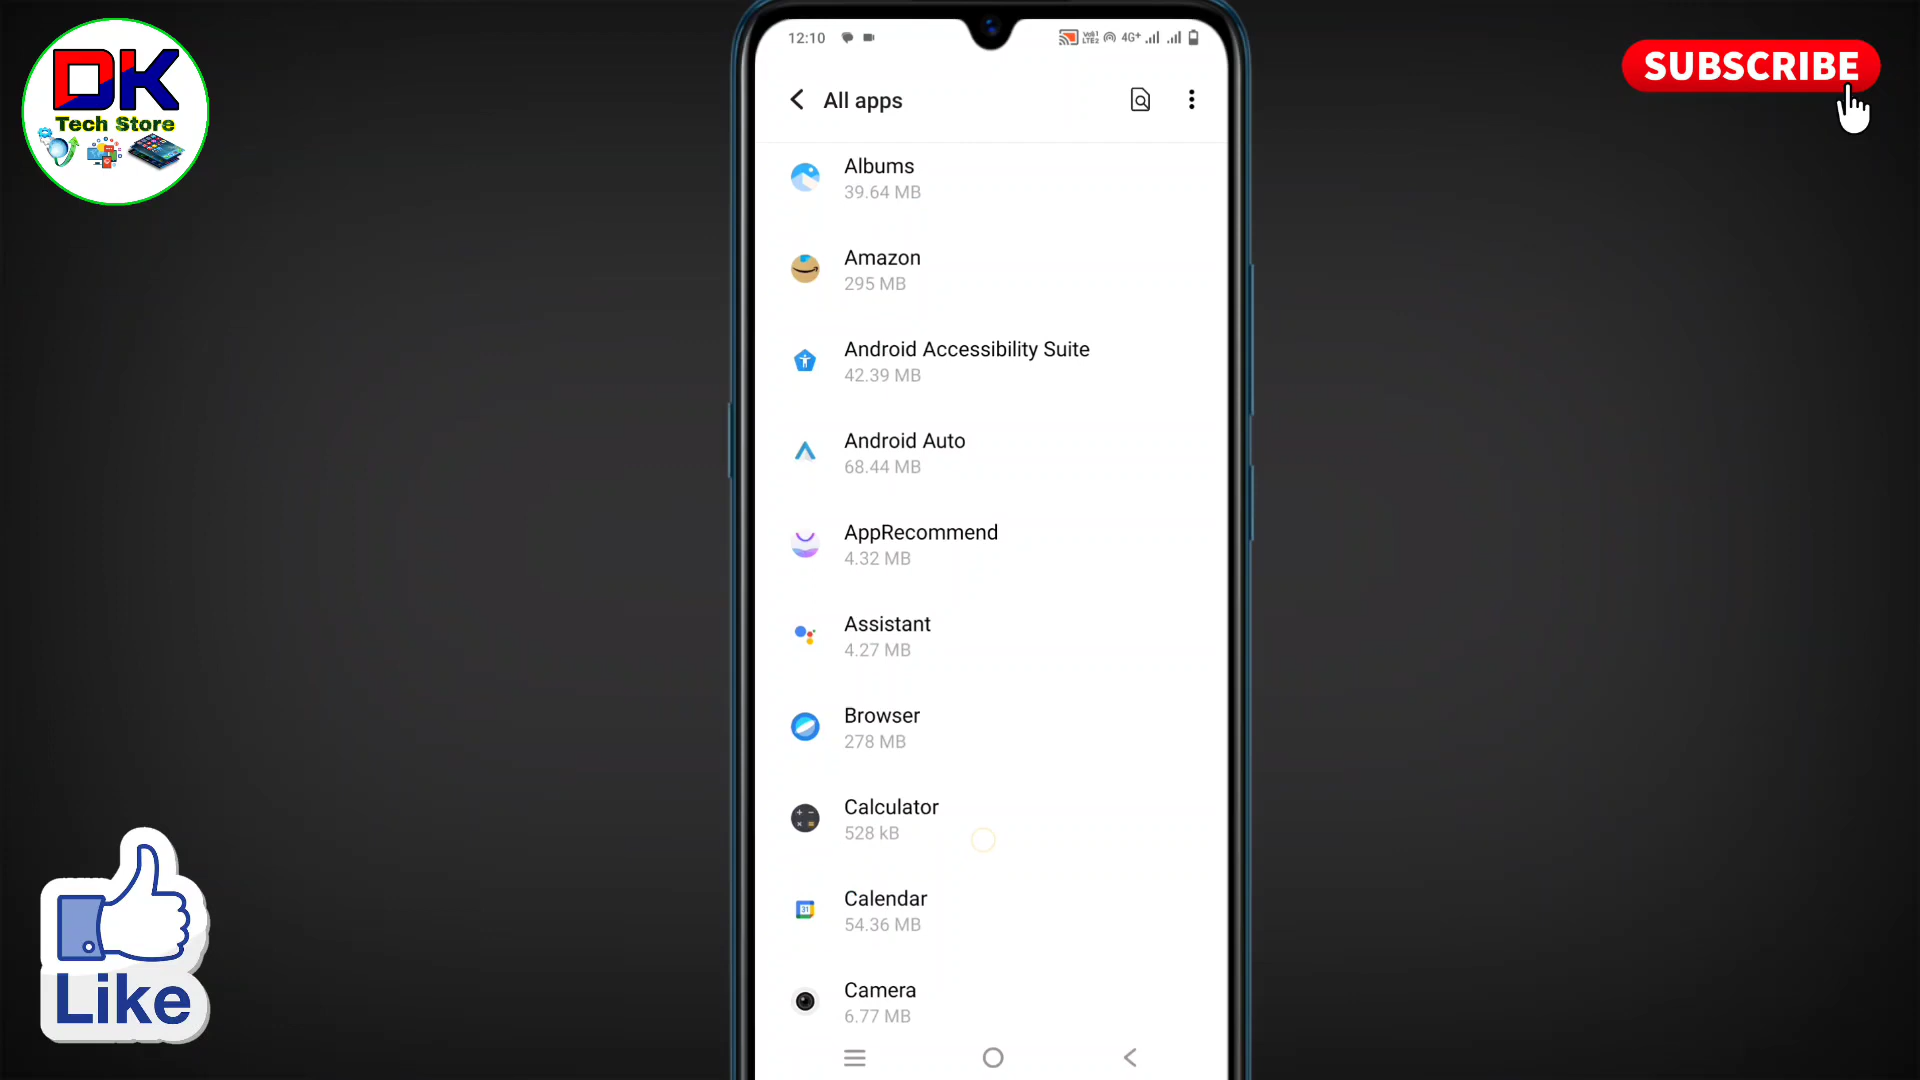 DK
Tech Store
SUBSCRIBE
12:10
4G+
All apps
Albums
39.64 MB
Amazon
295 MB
Android Accessibility Suite
42.39 MB
Android Auto
68.44 MB
AppRecommend
4.32 MB
Assistant
4.27 MB
Browser
278 MB
Calculator
528 kB
Calendar
54.36 MB
Camera
6.77 MB
Like